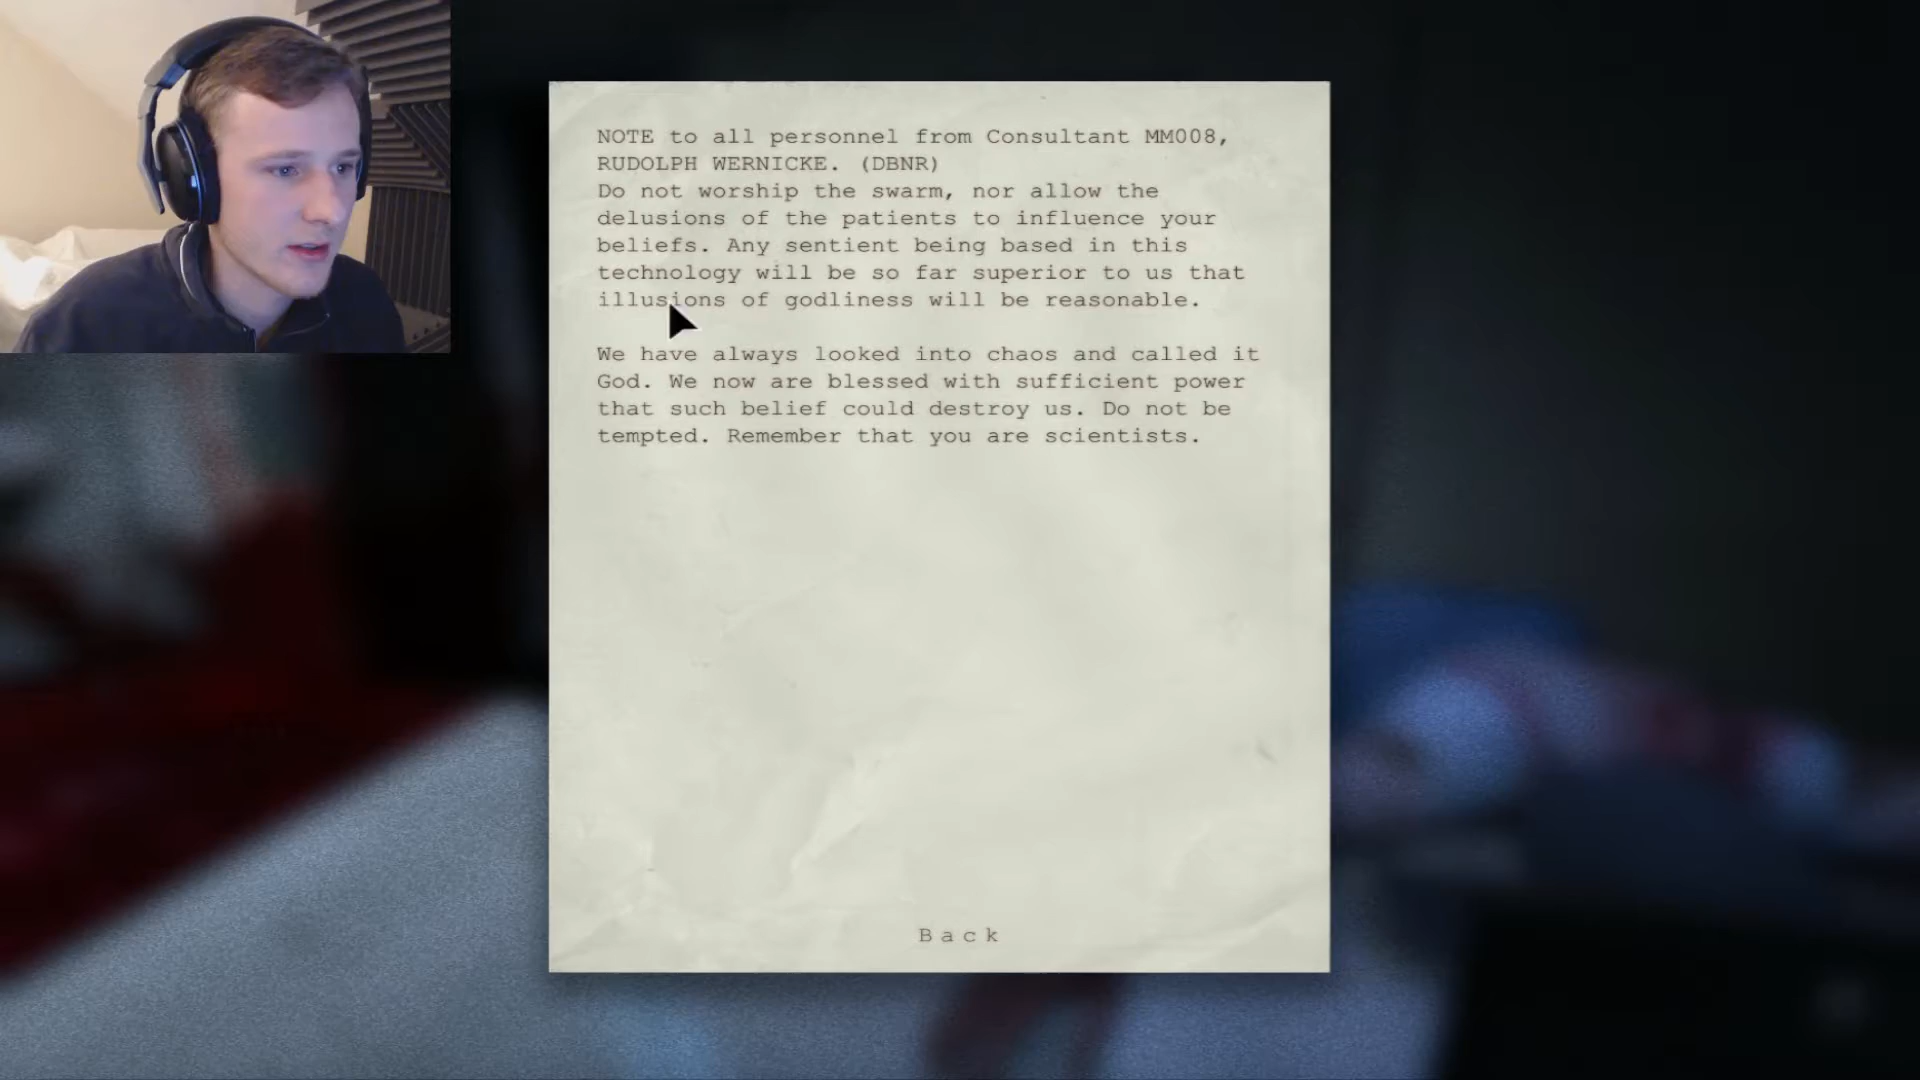 NOTE to all personnel from Consultant MM008,
RUDOLPH WERNICKE. (DBNR)
Do not worship the swarm, nor allow the
delusions of the patients to influence your
beliefs. Any sentient being based in this
technology will be so far superior to us that
illusions of godliness will be reasonable.
We have always looked into chaos and called it
God. We now are blessed with sufficient power
that such belief could destroy us. Do not be
tempted. Remember that you are scientists.
Back